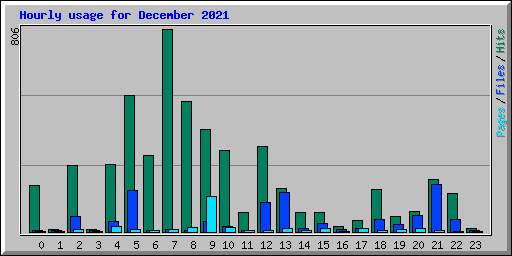 Hourly usage for December 2021
806
Pages/Files/Hits
0 1 2 3 4 5 6 7 8 9 10 11 12 13 14 15 16 17 18 19 20 21 22 23